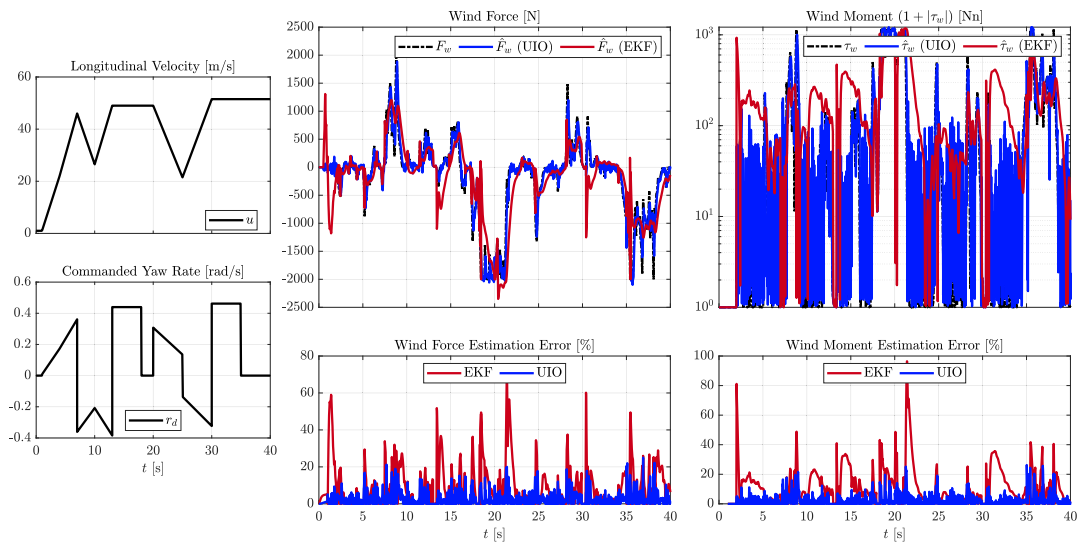 Longitudinal Velocity [m/s]
60
40
20
0
u
Commanded Yaw Rate [rad/s]
0.6
0.4
0.2
0
-0.2
-0.4
r_d
0 10 20 30 40
t [s]
Wind Force [N]
F_w F̂_w (UIO) F̂_w (EKF)
2500
2000
1500
1000
500
0
-500
-1000
-1500
-2000
-2500
Wind Force Estimation Error [%]
EKF UIO
80
60
40
20
0
0 5 10 15 20 25 30 35 40
t [s]
Wind Moment (1 + |τ_w|) [Nn]
τ_w τ̂_w (UIO) τ̂_w (EKF)
10^3
10^2
10^1
10^0
Wind Moment Estimation Error [%]
EKF UIO
100
80
60
40
20
0
0 5 10 15 20 25 30 35 40
t [s]